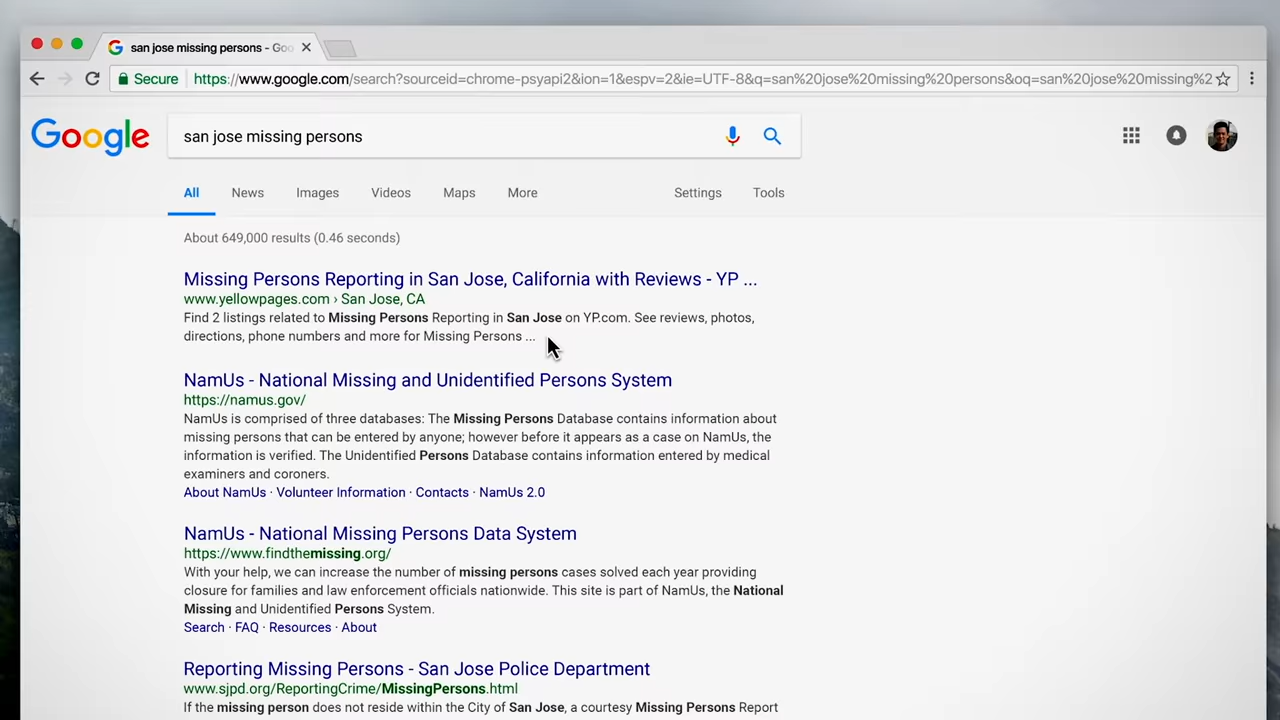 san jose missing persons - Goo
Secure https://www.google.com/search?sourceid=chrome-psyapi2&ion=1&espv=2&ie=UTF-8&q=san%20jose%20missing%20persons&oq=san%20jose%20missing%2
Google san jose missing persons
All News Images Videos Maps More Settings Tools
About 649,000 results (0.46 seconds)
Missing Persons Reporting in San Jose, California with Reviews - YP ...
www.yellowpages.com › San Jose, CA
Find 2 listings related to Missing Persons Reporting in San Jose on YP.com. See reviews, photos,
directions, phone numbers and more for Missing Persons ...
NamUs - National Missing and Unidentified Persons System
https://namus.gov/
NamUs is comprised of three databases: The Missing Persons Database contains information about
missing persons that can be entered by anyone; however before it appears as a case on NamUs, the
information is verified. The Unidentified Persons Database contains information entered by medical
examiners and coroners.
About NamUs · Volunteer Information · Contacts · NamUs 2.0
NamUs - National Missing Persons Data System
https://www.findthemissing.org/
With your help, we can increase the number of missing persons cases solved each year providing
closure for families and law enforcement officials nationwide. This site is part of NamUs, the National
Missing and Unidentified Persons System.
Search · FAQ · Resources · About
Reporting Missing Persons - San Jose Police Department
www.sjpd.org/ReportingCrime/MissingPersons.html
If the missing person does not reside within the City of San Jose, a courtesy Missing Persons Report